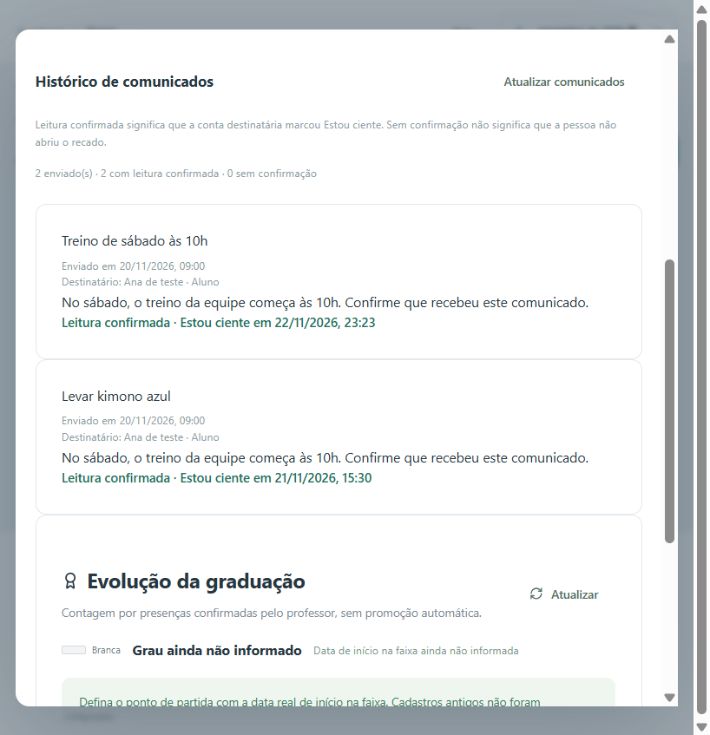 Histórico de comunicados
Atualizar comunicados
Leitura confirmada significa que a conta destinatária marcou Estou ciente. Sem confirmação não significa que a pessoa não
abriu o recado.
2 enviado(s) · 2 com leitura confirmada · 0 sem confirmação
Treino de sábado às 10h
Enviado em 20/11/2026, 09:00
Destinatário: Ana de teste · Aluno
No sábado, o treino da equipe começa às 10h. Confirme que recebeu este comunicado.
Leitura confirmada · Estou ciente em 22/11/2026, 23:23
Levar kimono azul
Enviado em 20/11/2026, 09:00
Destinatário: Ana de teste · Aluno
No sábado, o treino da equipe começa às 10h. Confirme que recebeu este comunicado.
Leitura confirmada · Estou ciente em 21/11/2026, 15:30
Evolução da graduação
Atualizar
Contagem por presenças confirmadas pelo professor, sem promoção automática.
Branca Grau ainda não informado Data de início na faixa ainda não informada
Defina o ponto de partida com a data real de início na faixa. Cadastros antigos não foram